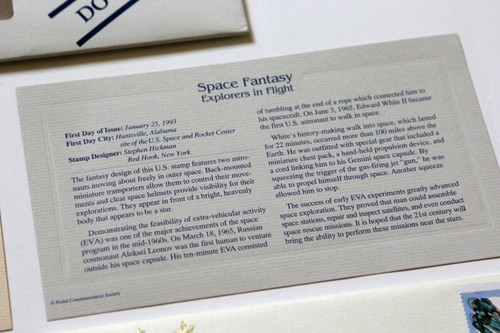 DO
Space Fantasy
Explorers in Flight
First Day of Issue: January 25, 1993
First Day City: Huntsville, Alabama
site of the U.S. Space and Rocket Center
Stamp Designer: Stephen Hickman
Red Hook, New York
The fantasy design of this U.S. stamp features two astro-
nauts moving about freely in outer space. Back-mounted
miniature transporters allow them to control their move-
ments and clear space helmets provide visibility for their
explorations. They appear in front of a bright, heavenly
body that appears to be a star.
Demonstrating the feasibility of extra-vehicular activity
(EVA) was one of the major achievements of the space
program in the mid-1960s. On March 18, 1965, Russian
cosmonaut Aleksei Leonov was the first human to venture
outside his space capsule. His ten-minute EVA consisted
of tumbling at the end of a rope which connected him to
his spacecraft. On June 3, 1965, Edward White II became
the first U.S. astronaut to walk in space.
White's history-making walk into space, which lasted
for 22 minutes, occurred more than 100 miles above the
Earth. He was outfitted with special gear that included a
miniature chest pack, a hand-held propulsion device, and
a cord linking him to his Gemini space capsule. By
squeezing the trigger of the gas-firing jet "gun," he was
able to propel himself through space. Another squeeze
allowed him to stop.
The success of early EVA experiments greatly advanced
space exploration. They proved that man could assemble
space stations, repair and inspect satellites, and even conduct
space rescue missions. It is hoped that the 21st century will
bring the ability to perform these missions near the stars.
© Postal Commemorative Society